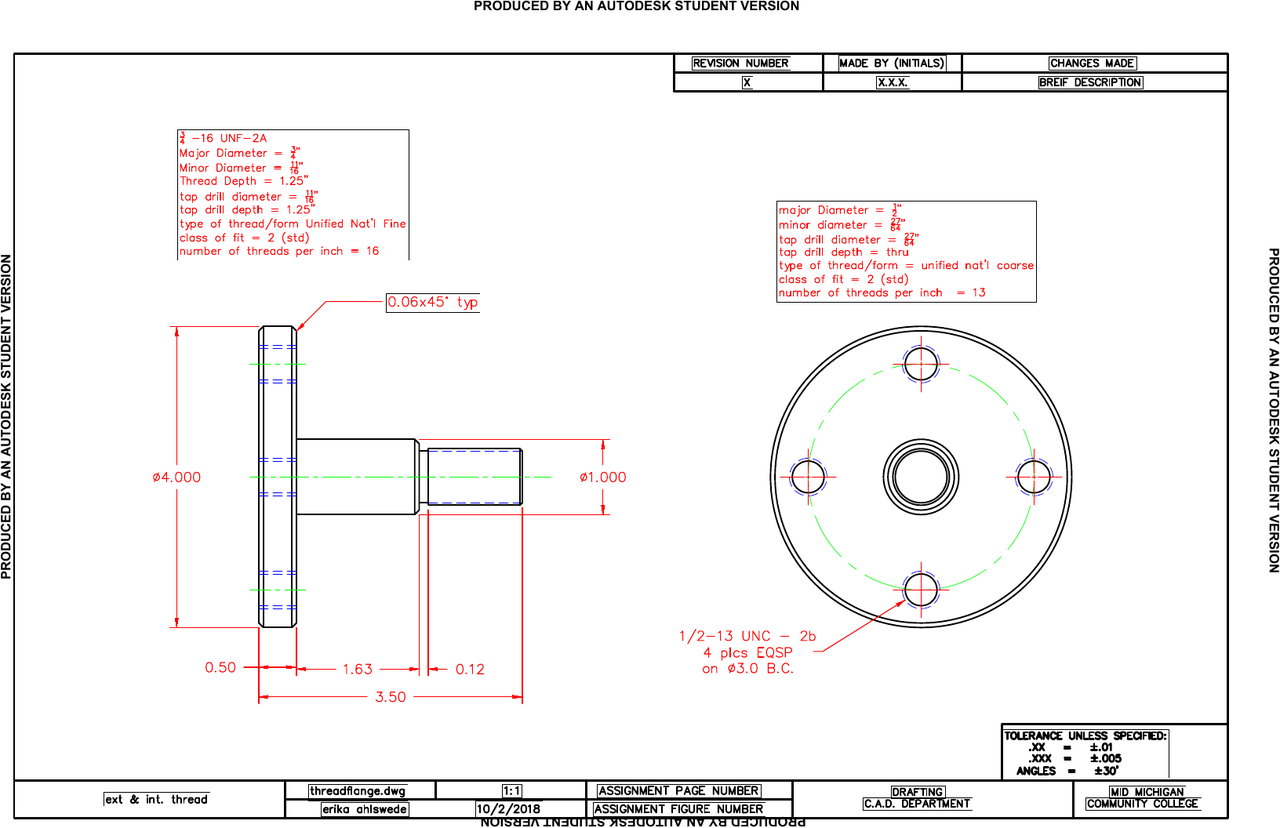 PRODUCED BY AN AUTODESK STUDENT VERSION
REVISION NUMBER
MADE BY (INITIALS)
CHANGES MADE
X
X.X.X.
BREIF DESCRIPTION
3/4 -16 UNF-2A
Major Diameter = 3/4"
Minor Diameter = 11/16"
Thread Depth = 1.25"
tap drill diameter = 11/16"
tap drill depth = 1.25"
type of thread/form Unified Nat'l Fine
class of fit = 2 (std)
number of threads per inch = 16
major Diameter = 1/2"
minor diameter = 27/64"
tap drill diameter = 27/64"
tap drill depth = thru
type of thread/form = unified nat'l coarse
class of fit = 2 (std)
number of threads per inch = 13
PRODUCED BY AN AUTODESK STUDENT VERSION
PRODUCED BY AN AUTODESK STUDENT VERSION
0.06x45° typ
ø4.000
ø1.000
0.50
1.63
0.12
3.50
1/2-13 UNC - 2b
4 plcs EQSP
on ø3.0 B.C.
TOLERANCE UNLESS SPECIFIED:
.XX = ±.01
.XXX = ±.005
ANGLES = ±30'
ext & int. thread
threadflange.dwg
1:1
ASSIGNMENT PAGE NUMBER
DRAFTING
C.A.D. DEPARTMENT
MID MICHIGAN
COMMUNITY COLLEGE
erika ahlswede
10/2/2018
ASSIGNMENT FIGURE NUMBER
PRODUCED BY AN AUTODESK STUDENT VERSION